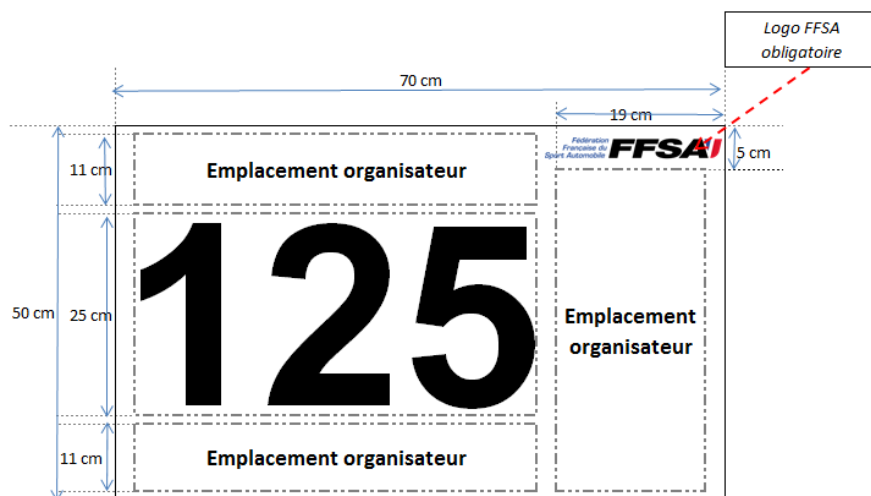 Logo FFSA
obligatoire
70 cm
19 cm
Fédération
Française du
Sport Automobile
FFSA
5 cm
11 cm
Emplacement organisateur
50 cm
25 cm
125
Emplacement
organisateur
11 cm
Emplacement organisateur